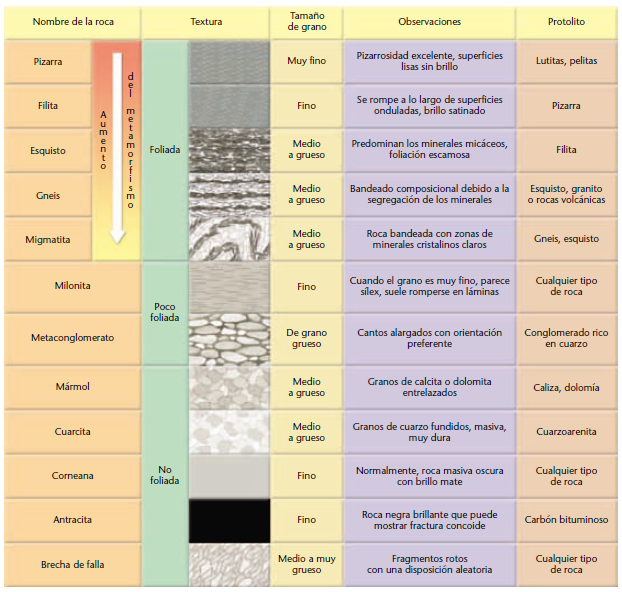 Nombre de la roca
Textura
Tamaño
de grano
Observaciones
Protolito
Aumento
del metamorfismo
Pizarra
Foliada
Muy fino
Pizarrosidad excelente, superficies
lisas sin brillo
Lutitas, pelitas
Filita
Fino
Se rompe a lo largo de superficies
onduladas, brillo satinado
Pizarra
Esquisto
Medio
a grueso
Predominan los minerales micáceos,
foliación escamosa
Filita
Gneis
Medio
a grueso
Bandeado composicional debido a la
segregación de los minerales
Esquisto, granito
o rocas volcánicas
Migmatita
Medio
a grueso
Roca bandeada con zonas de
minerales cristalinos claros
Gneis, esquisto
Milonita
Poco
foliada
Fino
Cuando el grano es muy fino, parece
sílex, suele romperse en láminas
Cualquier tipo
de roca
Metaconglomerato
De grano
grueso
Cantos alargados con orientación
preferente
Conglomerado rico
en cuarzo
Mármol
No
foliada
Medio
a grueso
Granos de calcita o dolomita
entrelazados
Caliza, dolomía
Cuarcita
Medio
a grueso
Granos de cuarzo fundidos, masiva,
muy dura
Cuarzoarenita
Corneana
Fino
Normalmente, roca masiva oscura
con brillo mate
Cualquier tipo
de roca
Antracita
Fino
Roca negra brillante que puede
mostrar fractura concoide
Carbón bituminoso
Brecha de falla
Medio a muy
grueso
Fragmentos rotos
con una disposición aleatoria
Cualquier tipo
de roca